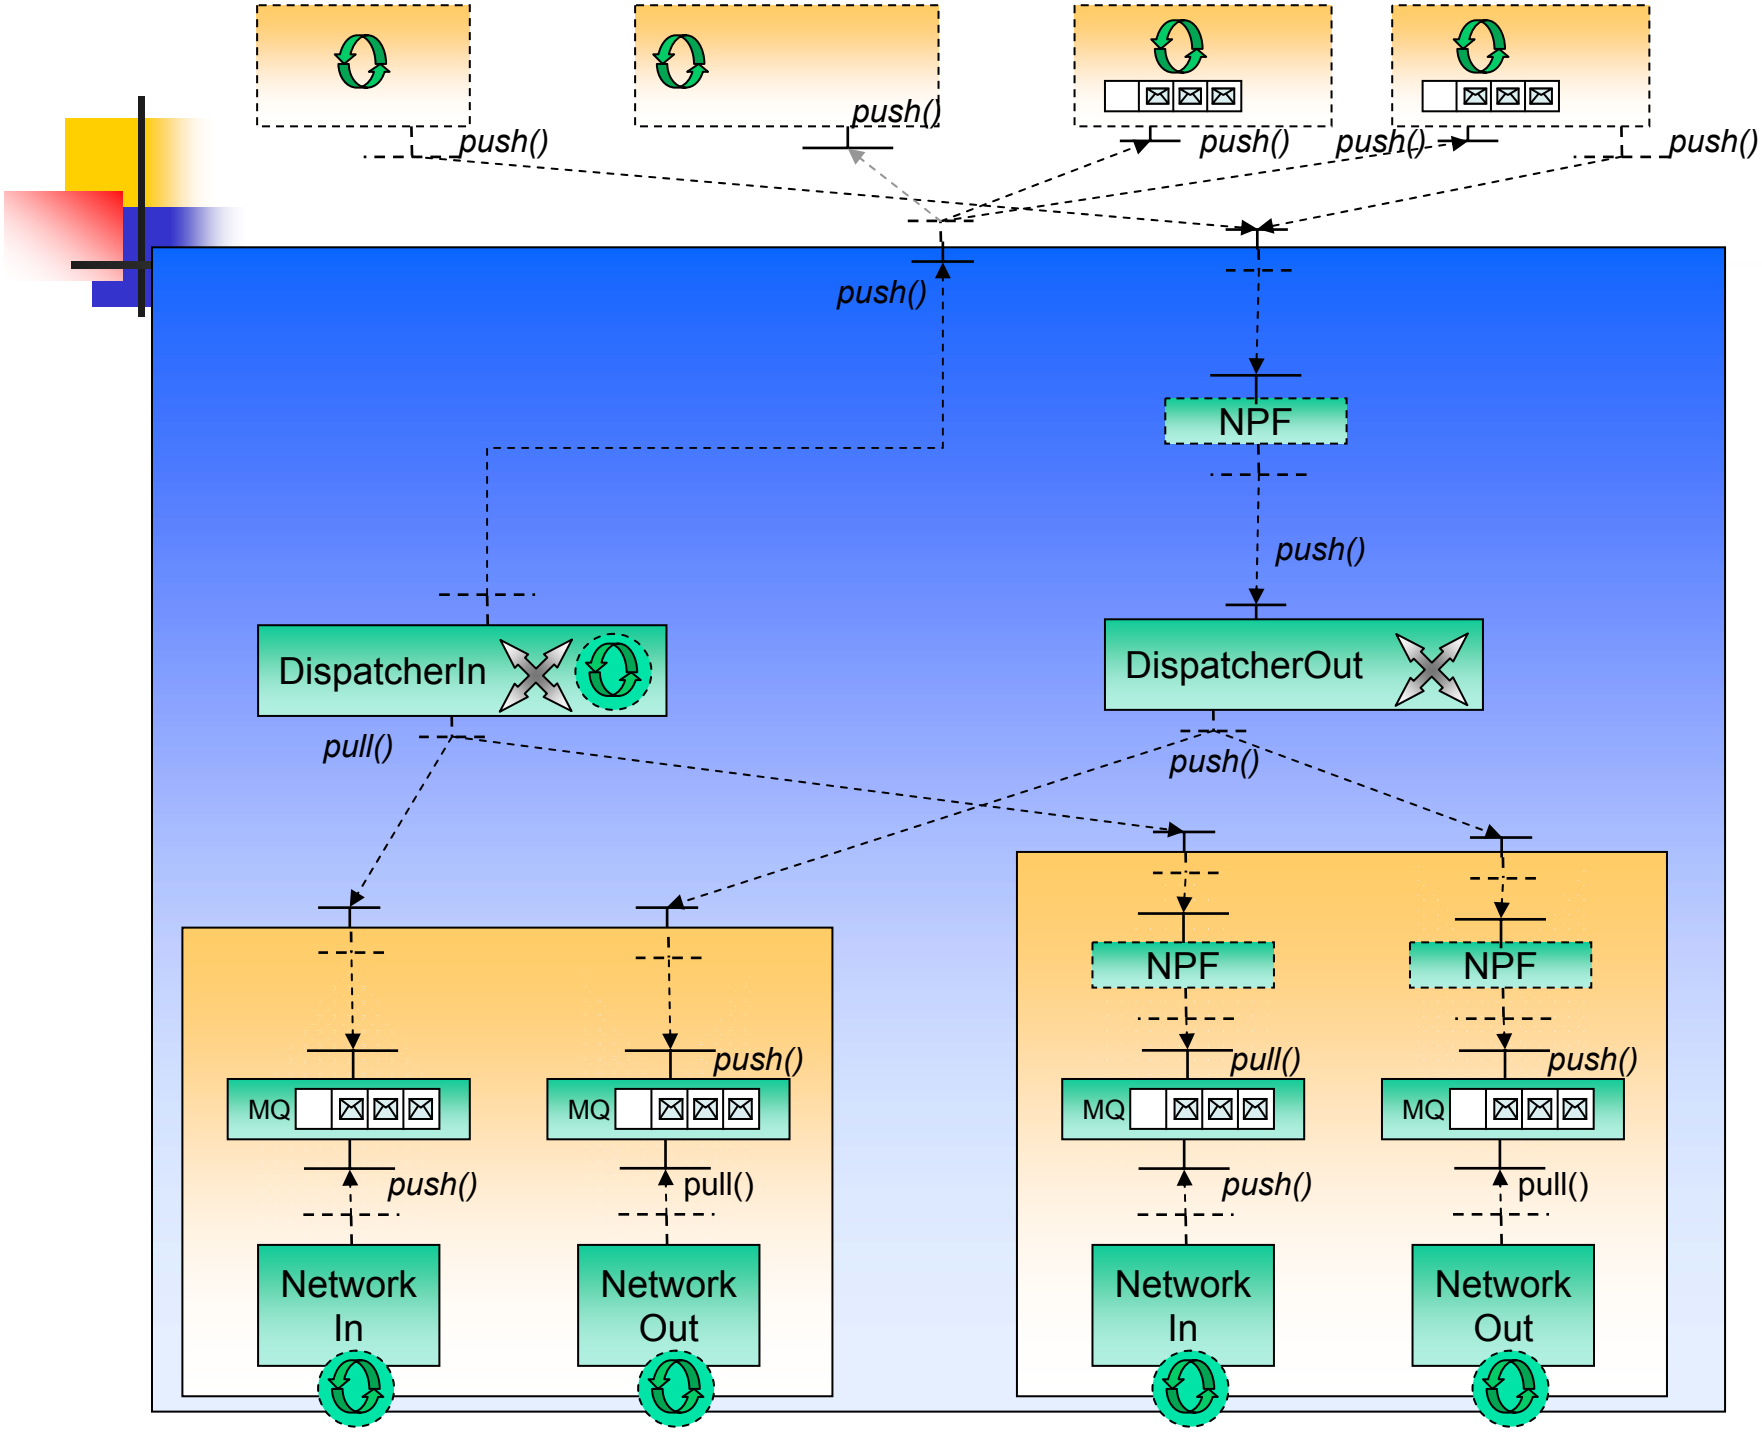 push()
push()
push()
push()
push()
push()
NPF
push()
DispatcherIn
DispatcherOut
pull()
push()
NPF
NPF
push()
pull()
push()
MQ
MQ
MQ
MQ
push()
pull()
push()
pull()
Network
In
Network
Out
Network
In
Network
Out